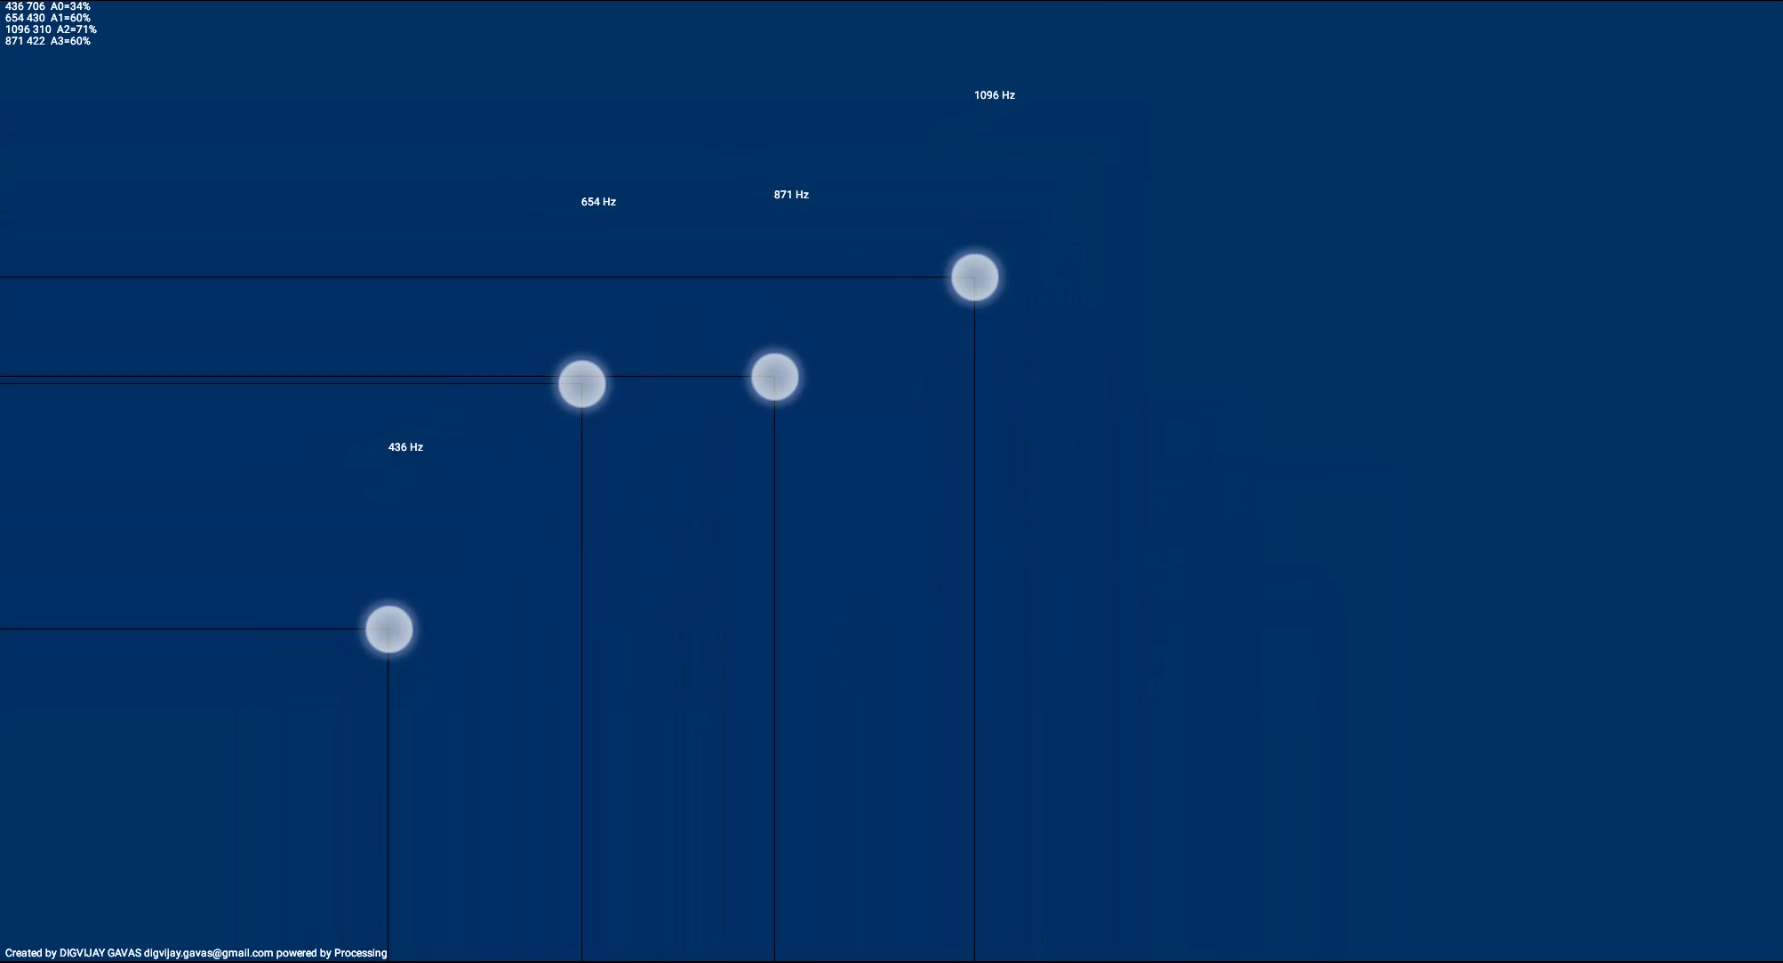 436 706 A0=34%
654 430 A1=60%
1096 310 A2=71%
871 422 A3=60%
1096 Hz
654 Hz
871 Hz
436 Hz
Created by DIGVIJAY GAVAS digvijay.gavas@gmail.com powered by Processing